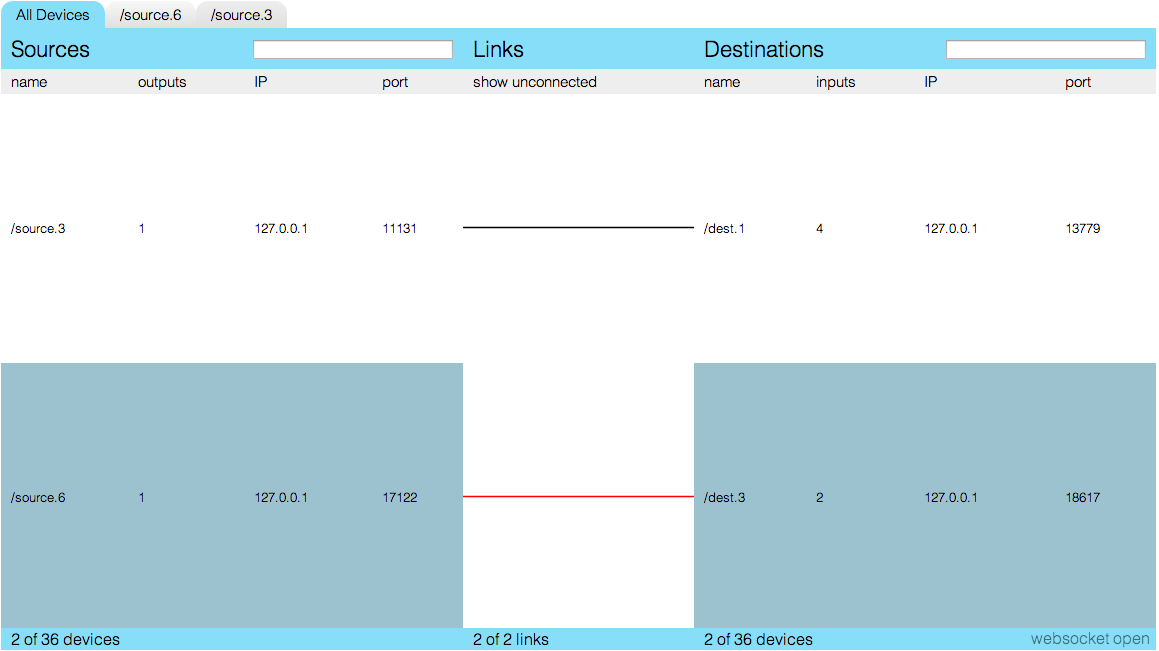 All Devices /source.6 /source.3
Sources Links Destinations
name outputs IP port show unconnected name inputs IP port
/source.3 1 127.0.0.1 11131 /dest.1 4 127.0.0.1 13779
/source.6 1 127.0.0.1 17122 /dest.3 2 127.0.0.1 18617
2 of 36 devices 2 of 2 links 2 of 36 devices websocket open